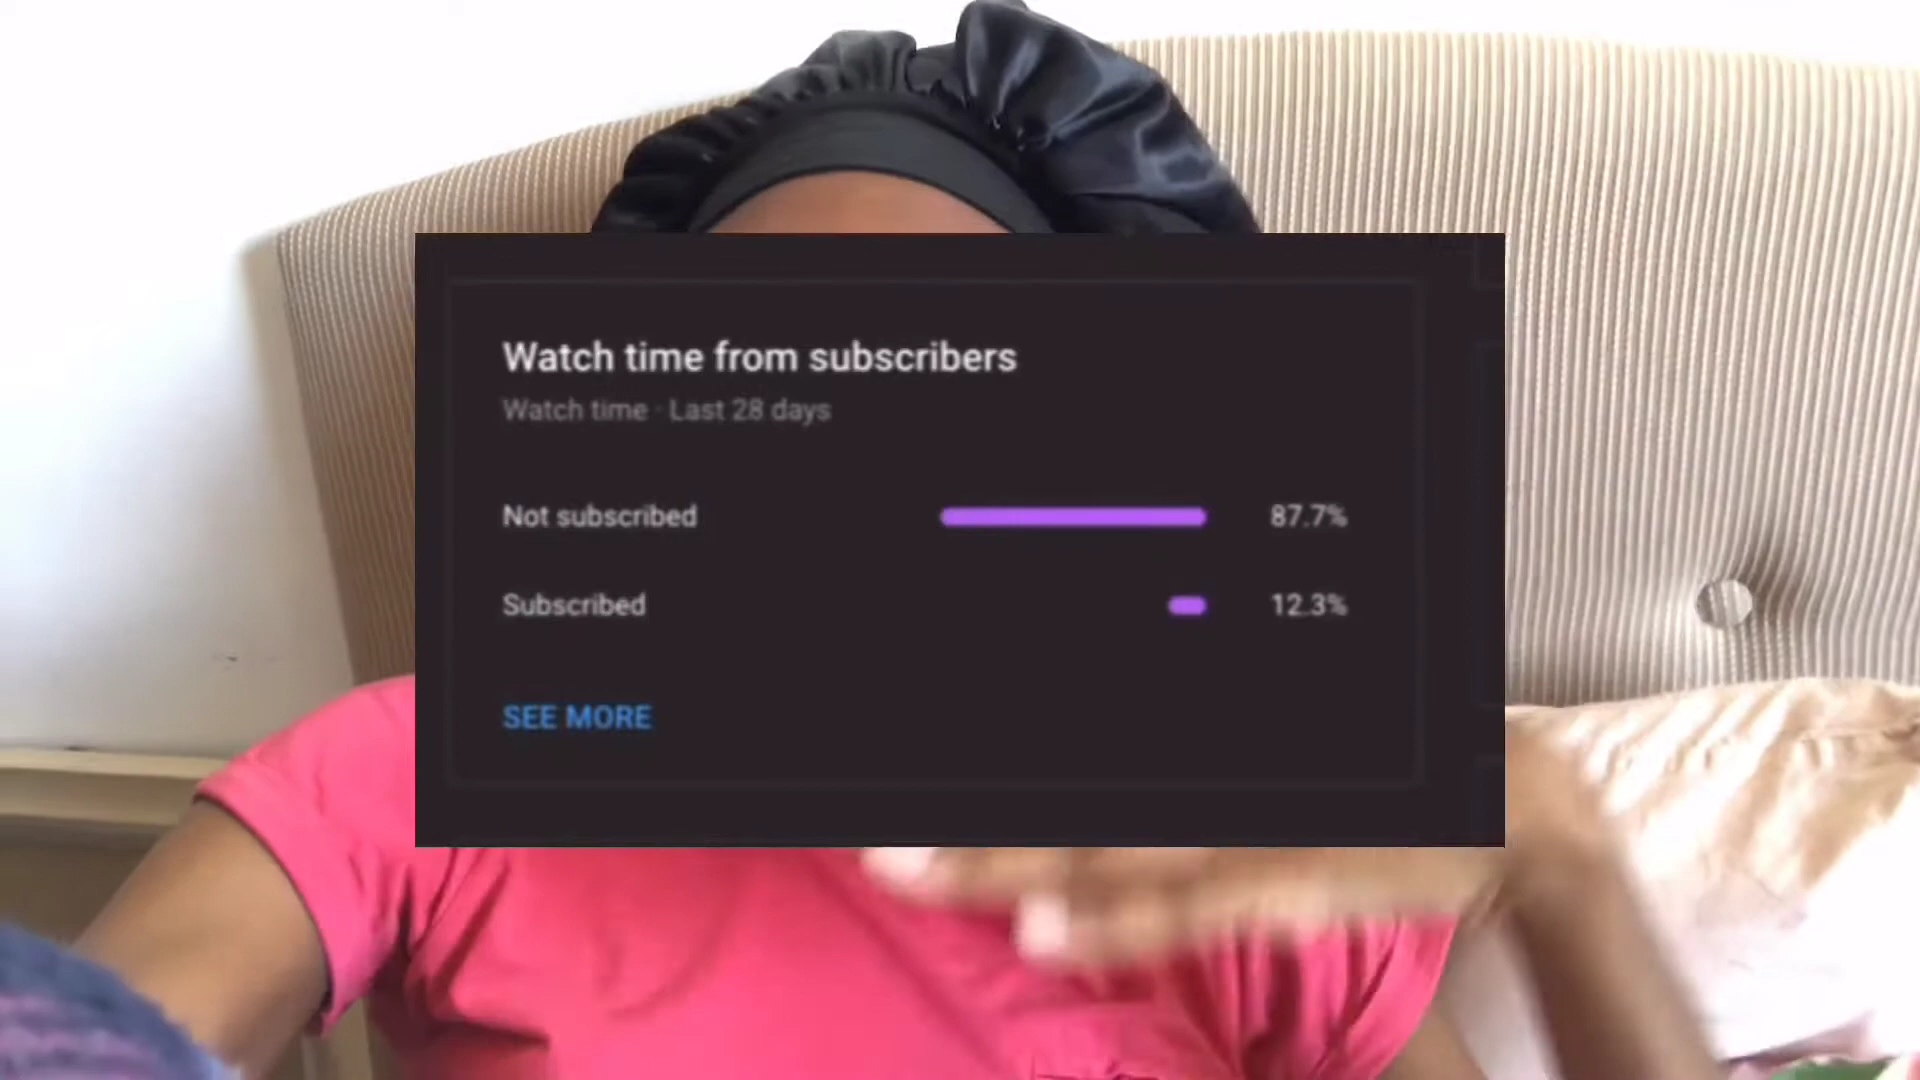 Watch time from subscribers
Watch time · Last 28 days
Not subscribed 87.7%
Subscribed 12.3%
SEE MORE